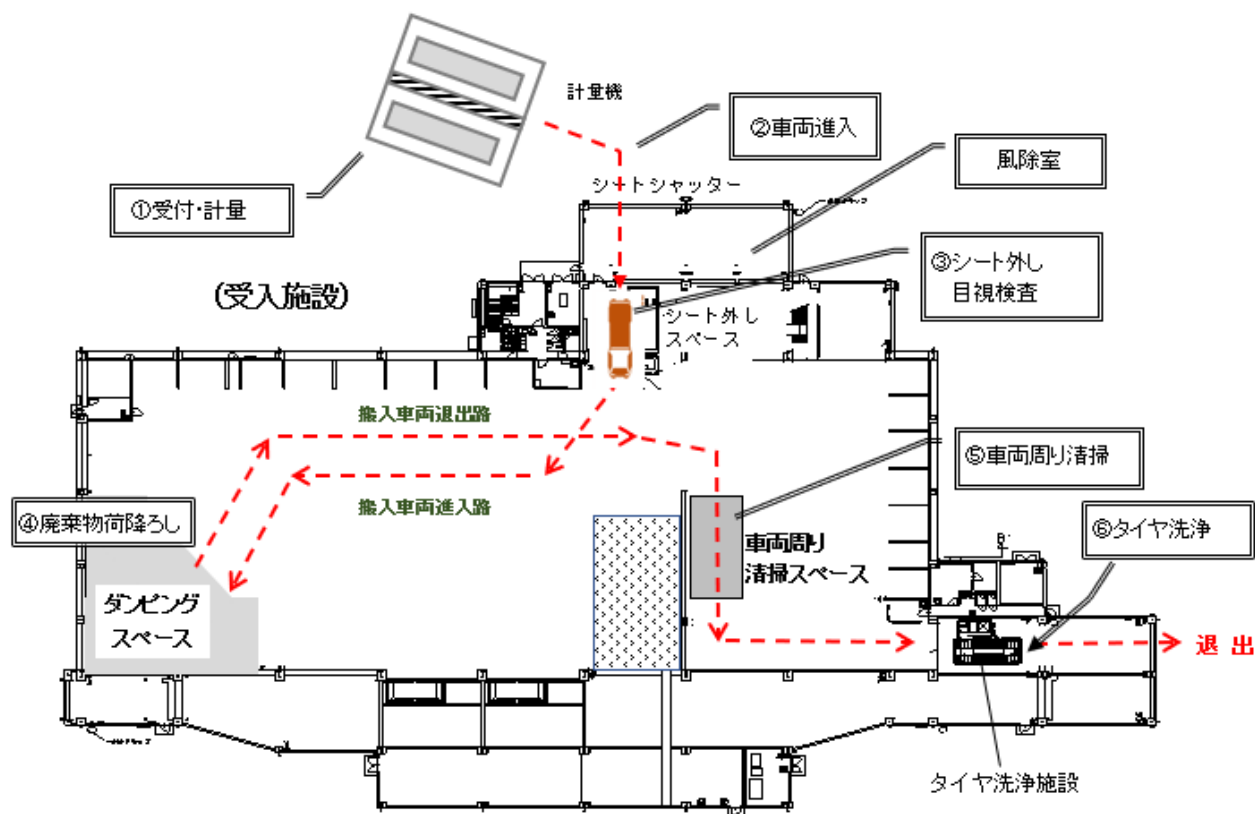 計量機
②車両進入
風除室
①受付・計量
シートシャッター
③シート外し
目視検査
(受入施設)
シート外し
スペース
搬入車両退出路
⑤車両周り清掃
搬入車両進入路
④廃棄物荷降ろし
⑥タイヤ洗浄
車両周り
清掃スペース
ダンピング
スペース
退出
タイヤ洗浄施設